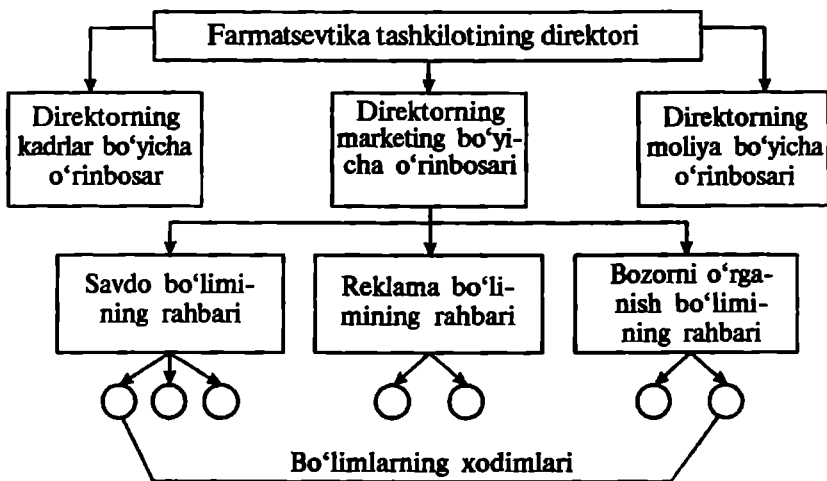 Farmatsevtika tashkilotining direktori
Direktorning
kadrlar bo‘yicha
o‘rinbosar
Direktorning
marketing bo‘yi-
cha o‘rinbosari
Direktorning
moliya bo‘yicha
o‘rinbosari
Savdo bo‘limi-
ning rahbari
Reklama bo‘li-
mining rahbari
Bozorni o‘rga-
nish bo‘limi-
ning rahbari
Bo‘limlarning xodimlari